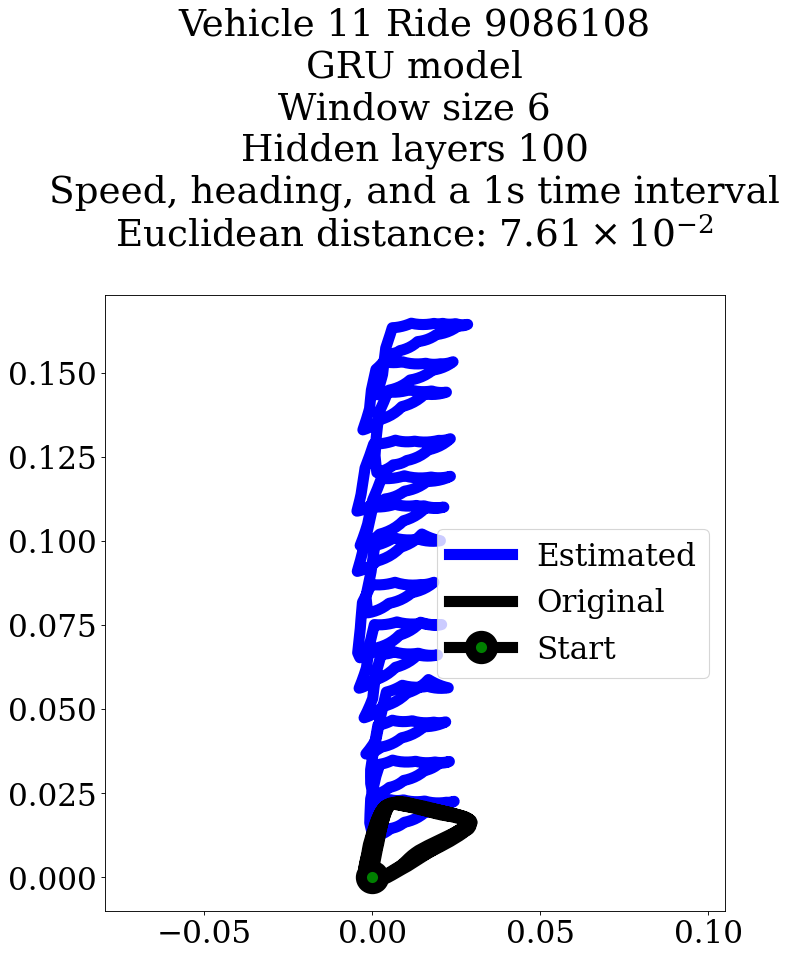 Vehicle 11 Ride 9086108
GRU model
Window size 6
Hidden layers 100
Speed, heading, and a 1s time interval
Euclidean distance: 7.61 × 10⁻²
0.150
0.125
0.100
0.075
0.050
0.025
0.000
Estimated
Original
Start
−0.05
0.00
0.05
0.10